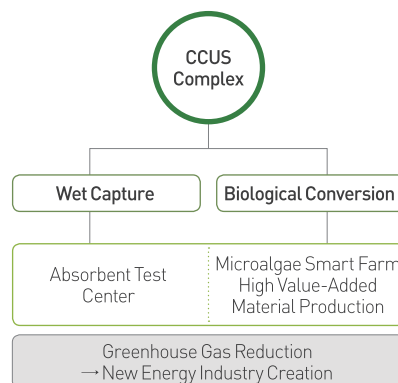 CCUS
Complex
Wet Capture
Biological Conversion
Absorbent Test
Center
Microalgae Smart Farm
High Value-Added
Material Production
Greenhouse Gas Reduction
→ New Energy Industry Creation